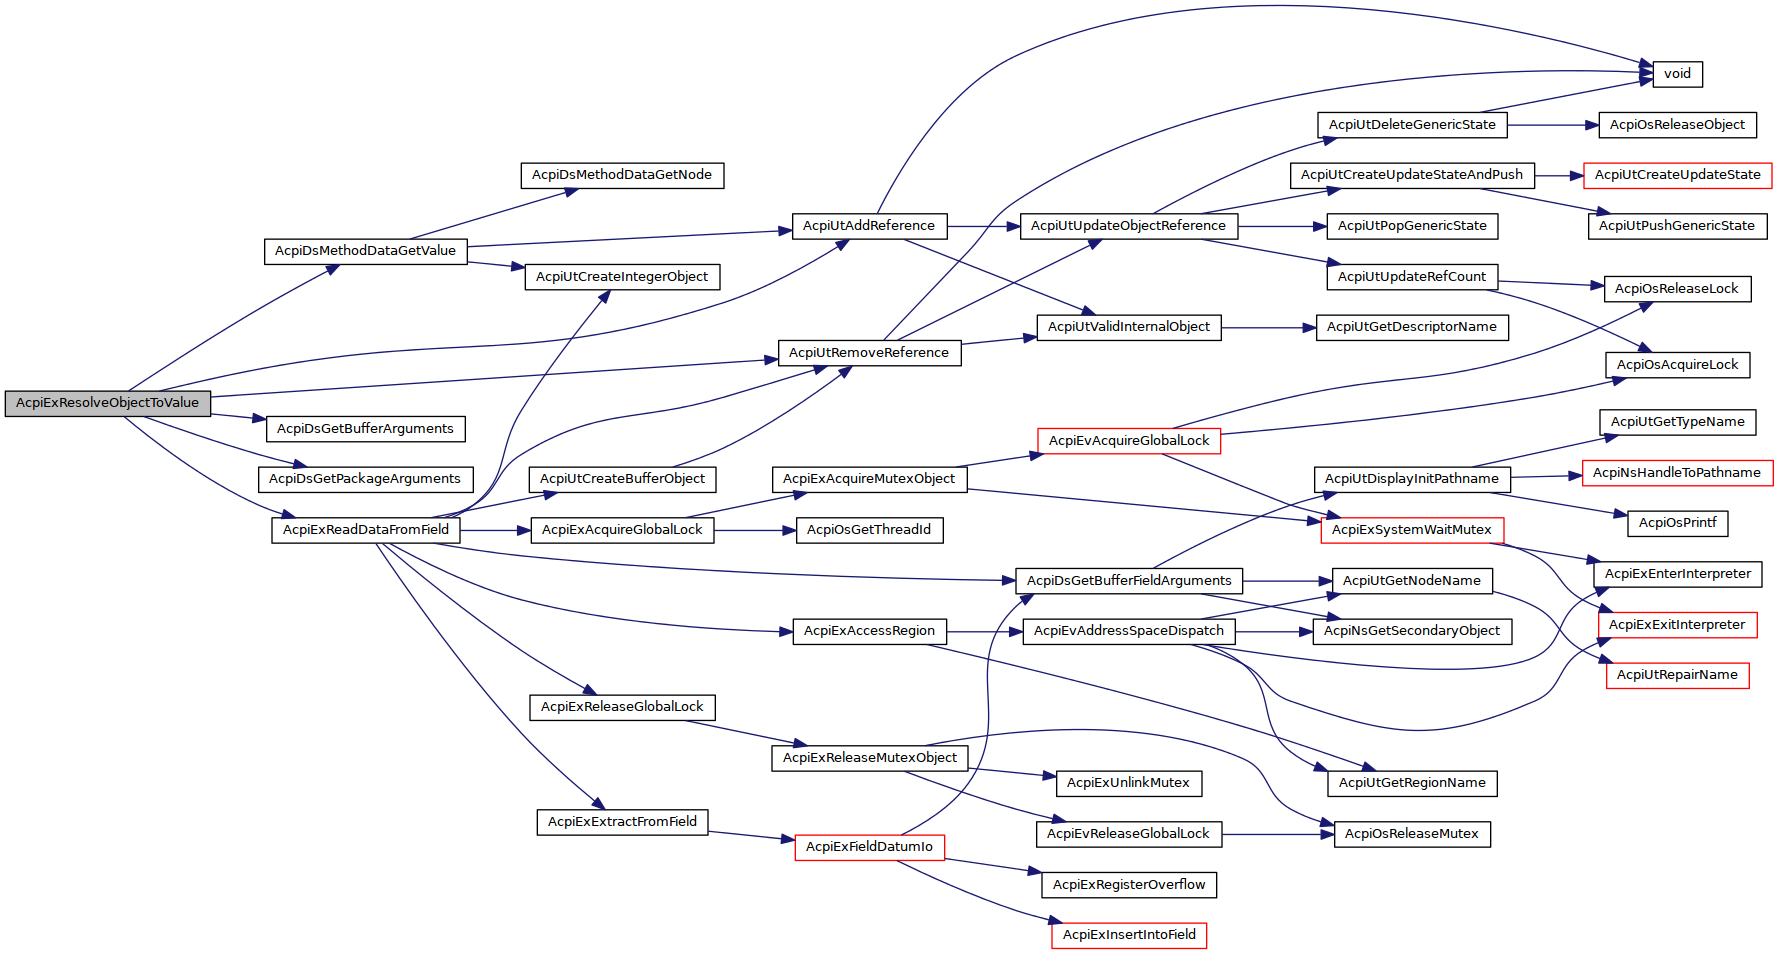 void
AcpiUtDeleteGenericState
AcpiOsReleaseObject
AcpiDsMethodDataGetNode
AcpiUtCreateUpdateStateAndPush
AcpiUtCreateUpdateState
AcpiUtAddReference
AcpiUtUpdateObjectReference
AcpiUtPopGenericState
AcpiUtPushGenericState
AcpiDsMethodDataGetValue
AcpiUtCreateIntegerObject
AcpiUtUpdateRefCount
AcpiOsReleaseLock
AcpiUtValidInternalObject
AcpiUtGetDescriptorName
AcpiUtRemoveReference
AcpiOsAcquireLock
AcpiExResolveObjectToValue
AcpiDsGetBufferArguments
AcpiEvAcquireGlobalLock
AcpiUtGetTypeName
AcpiDsGetPackageArguments
AcpiUtCreateBufferObject
AcpiExAcquireMutexObject
AcpiUtDisplayInitPathname
AcpiNsHandleToPathname
AcpiExReadDataFromField
AcpiExAcquireGlobalLock
AcpiOsGetThreadId
AcpiExSystemWaitMutex
AcpiOsPrintf
AcpiDsGetBufferFieldArguments
AcpiUtGetNodeName
AcpiExEnterInterpreter
AcpiExAccessRegion
AcpiEvAddressSpaceDispatch
AcpiNsGetSecondaryObject
AcpiExExitInterpreter
AcpiUtRepairName
AcpiExReleaseGlobalLock
AcpiExReleaseMutexObject
AcpiExUnlinkMutex
AcpiUtGetRegionName
AcpiExExtractFromField
AcpiEvReleaseGlobalLock
AcpiOsReleaseMutex
AcpiExFieldDatumIo
AcpiExRegisterOverflow
AcpiExInsertIntoField